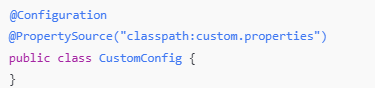 @Configuration
@PropertySource("classpath:custom.properties")
public class CustomConfig {
}